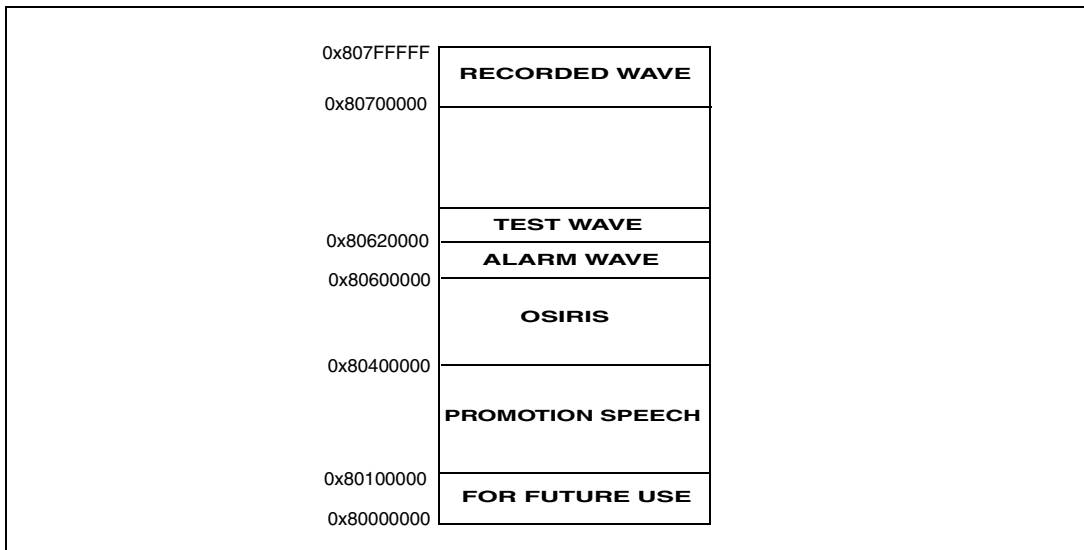 0x807FFFFF
RECORDED WAVE
0x80700000
TEST WAVE
0x80620000
ALARM WAVE
0x80600000
OSIRIS
0x80400000
PROMOTION SPEECH
0x80100000
FOR FUTURE USE
0x80000000